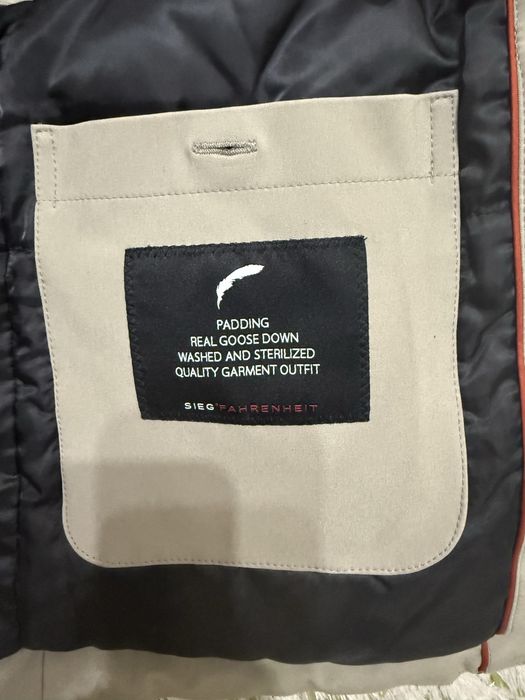 PADDING
REAL GOOSE DOWN
WASHED AND STERILIZED
QUALITY GARMENT OUTFIT
SIEG°FAHRENHEIT